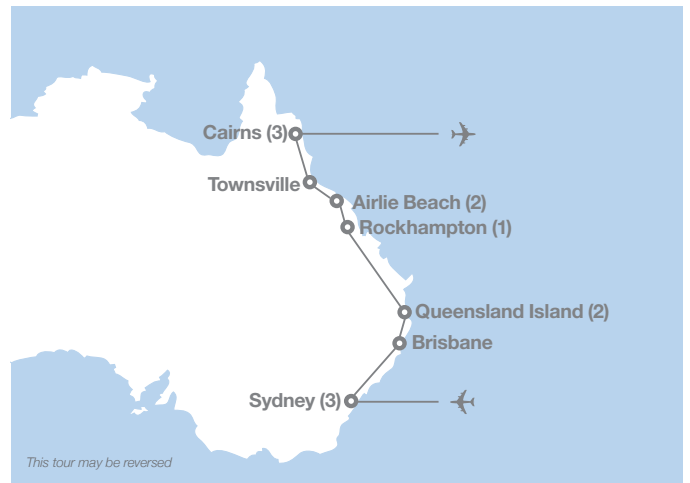 Cairns (3)
Townsville
Airlie Beach (2)
Rockhampton (1)
Queensland Island (2)
Brisbane
Sydney (3)
This tour may be reversed